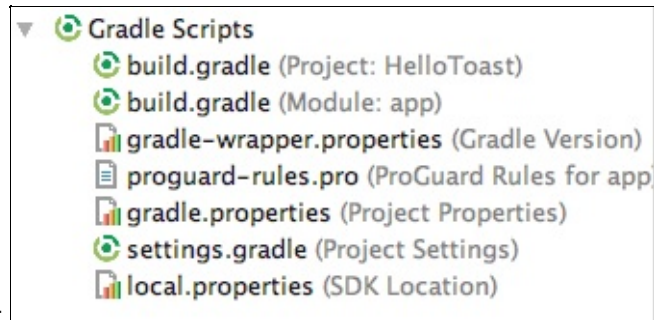 Gradle Scripts
build.gradle (Project: HelloToast)
build.gradle (Module: app)
gradle-wrapper.properties (Gradle Version)
proguard-rules.pro (ProGuard Rules for app)
gradle.properties (Project Properties)
settings.gradle (Project Settings)
local.properties (SDK Location)